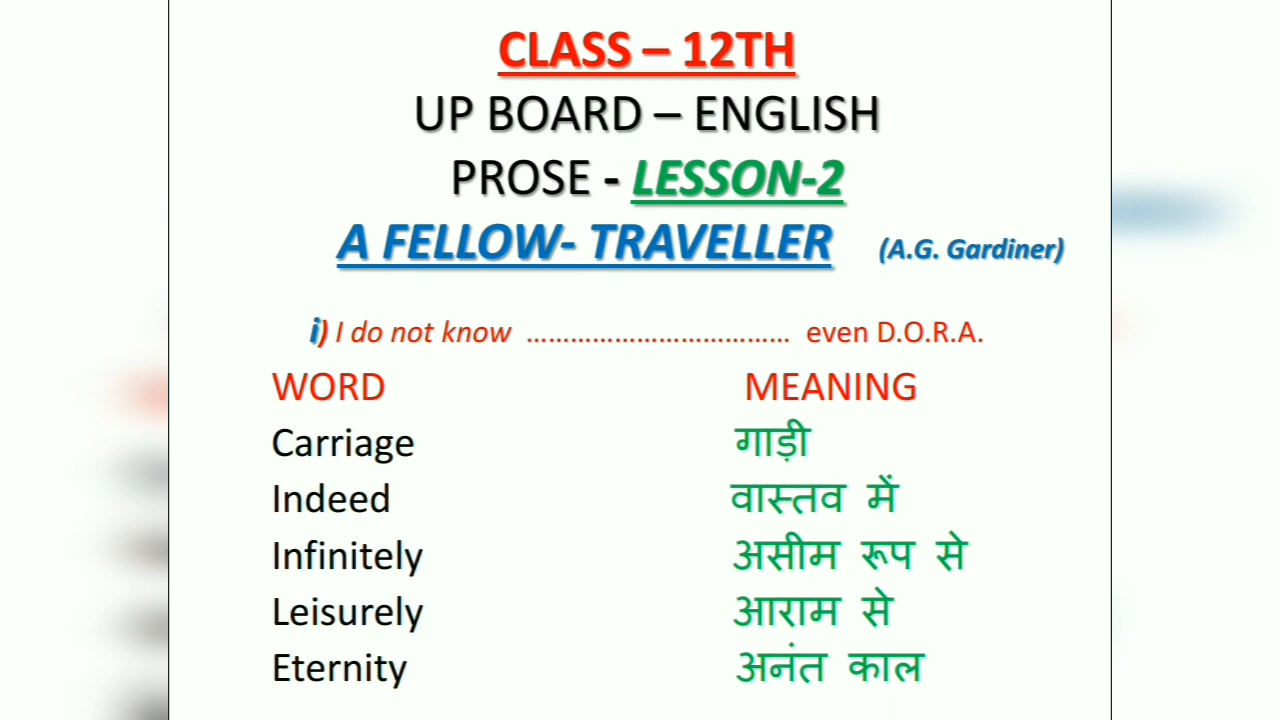 CLASS – 12TH
UP BOARD – ENGLISH
PROSE - LESSON-2
A FELLOW- TRAVELLER (A.G. Gardiner)
i) I do not know .................................... even D.O.R.A.
WORD MEANING
Carriage गाड़ी
Indeed वास्तव में
Infinitely असीम रूप से
Leisurely आराम से
Eternity अनंत काल